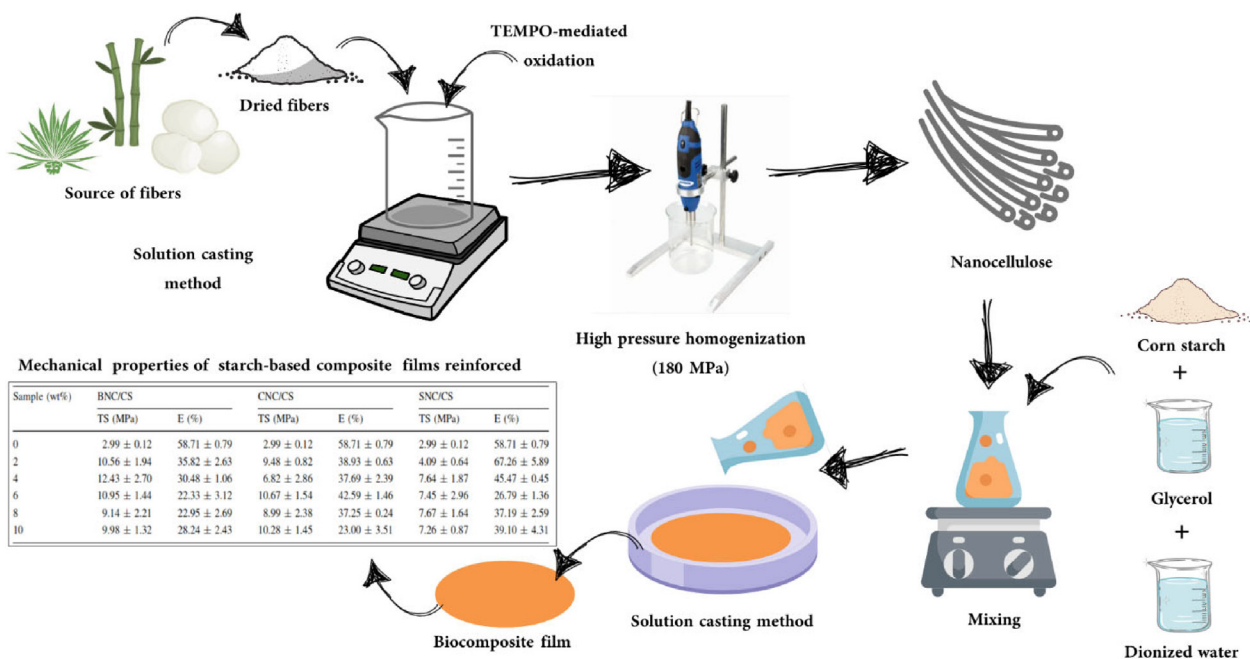 TEMPO-mediated
oxidation
Dried fibers
Source of fibers
Solution casting
method
High pressure homogenization
(180 MPa)
Nanocellulose
Corn starch
+
Glycerol
+
Dionized water
Mixing
Solution casting method
Biocomposite film
Mechanical properties of starch-based composite films reinforced
Sample (wt%) BNC/CS CNC/CS SNC/CS
TS (MPa) E (%) TS (MPa) E (%) TS (MPa) E (%)
0 2.99 ± 0.12 58.71 ± 0.79 2.99 ± 0.12 58.71 ± 0.79 2.99 ± 0.12 58.71 ± 0.79
2 10.56 ± 1.94 35.82 ± 2.63 9.48 ± 0.82 38.93 ± 0.63 4.09 ± 0.64 67.26 ± 5.89
4 12.43 ± 2.70 30.48 ± 1.06 6.82 ± 2.86 37.69 ± 2.39 7.64 ± 1.87 45.47 ± 0.45
6 10.95 ± 1.44 22.33 ± 3.12 10.67 ± 1.54 42.59 ± 1.46 7.45 ± 2.96 26.79 ± 1.36
8 9.14 ± 2.21 22.95 ± 2.69 8.99 ± 2.38 37.25 ± 0.24 7.67 ± 1.64 37.19 ± 2.59
10 9.98 ± 1.32 28.24 ± 2.43 10.28 ± 1.45 23.00 ± 3.51 7.26 ± 0.87 39.10 ± 4.31